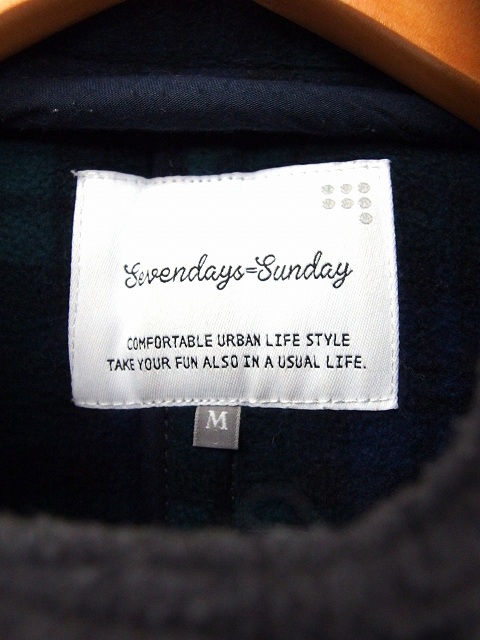 Sevendays=Sunday
COMFORTABLE URBAN LIFE STYLE
TAKE YOUR FUN ALSO IN A USUAL LIFE.
M